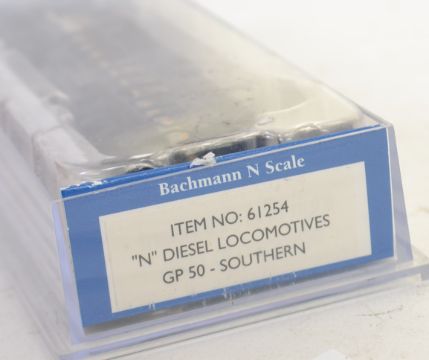 Bachmann N Scale
ITEM NO: 61254
"N" DIESEL LOCOMOTIVES
GP 50 - SOUTHERN